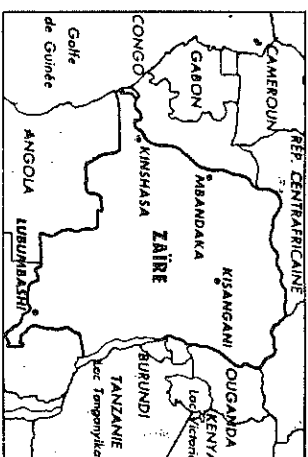 RÉP. CENTRAFRICAINE
CAMEROUN
OUGANDA
KENYA
GABON
KISANGANI
Lac Victoria
MBANDAKA
CONGO
ZAÏRE
BURUNDI
KINSHASA
TANZANIE
Lac Tanganyika
Golfe
de Guinée
ANGOLA
LUBUMBASHI